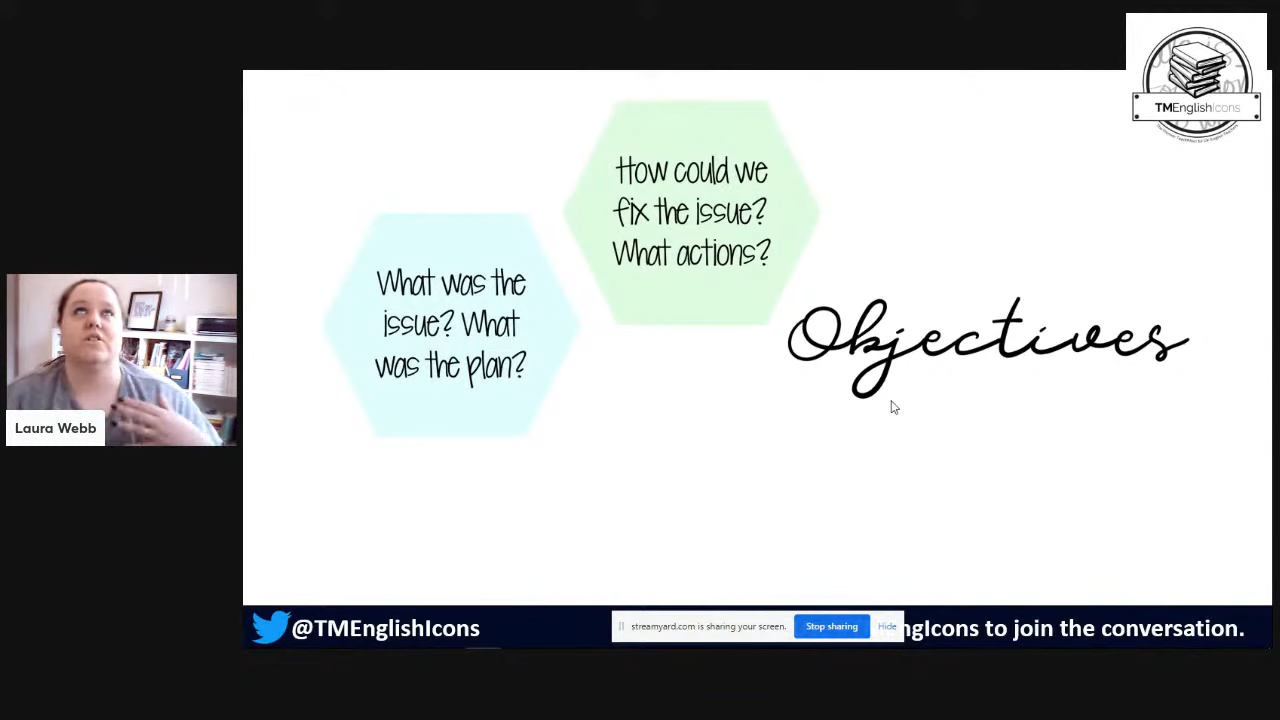 TMEnglishIcons
How could we
fix the issue?
What actions?
What was the
issue? What
was the plan?
Objectives
Laura Webb
@TMEnglishIcons
streamyard.com is sharing your screen.
Stop sharing
Hide
ngIcons to join the conversation.